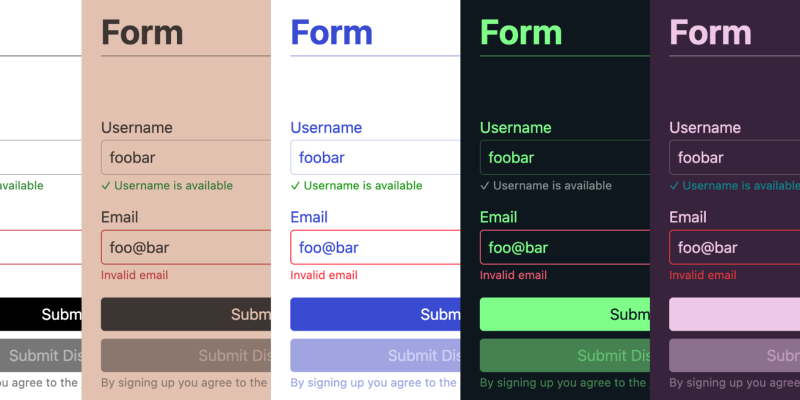 available
Subm
Submit Dis
ou agree to the
Form
Username
foobar
✓ Username is available
Email
foo@bar
Invalid email
Subm
Submit Dis
By signing up you agree to the
Form
Username
foobar
✓ Username is available
Email
foo@bar
Invalid email
Subm
Submit Dis
By signing up you agree to the
Form
Username
foobar
✓ Username is available
Email
foo@bar
Invalid email
Subm
Submit Dis
By signing up you agree to the
Form
Username
foobar
✓ Username is available
Email
foo@bar
Invalid email
Subm
By signing up you agree